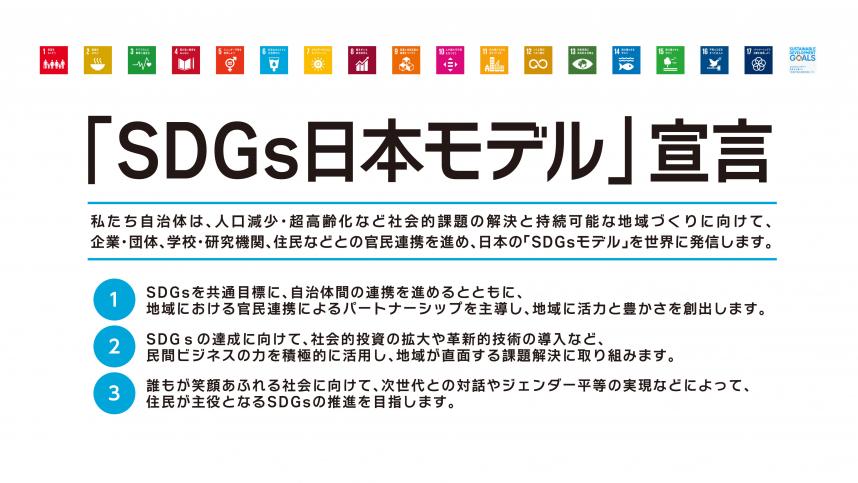 1
2
3
4
5
6
7
8
9
10
11
12
13
14
15
16
17
SUSTAINABLE
DEVELOPMENT
GOALS
「SDGs日本モデル」宣言
私たち自治体は、人口減少・超高齢化など社会的課題の解決と持続可能な地域づくりに向けて、
企業・団体、学校・研究機関、住民などとの官民連携を進め、日本の「SDGsモデル」を世界に発信します。
1
SDGsを共通目標に、自治体間の連携を進めるとともに、
地域における官民連携によるパートナーシップを主導し、地域に活力と豊かさを創出します。
2
SDGsの達成に向けて、社会的投資の拡大や革新的技術の導入など、
民間ビジネスの力を積極的に活用し、地域が直面する課題解決に取り組みます。
3
誰もが笑顔あふれる社会に向けて、次世代との対話やジェンダー平等の実現などによって、
住民が主役となるSDGsの推進を目指します。